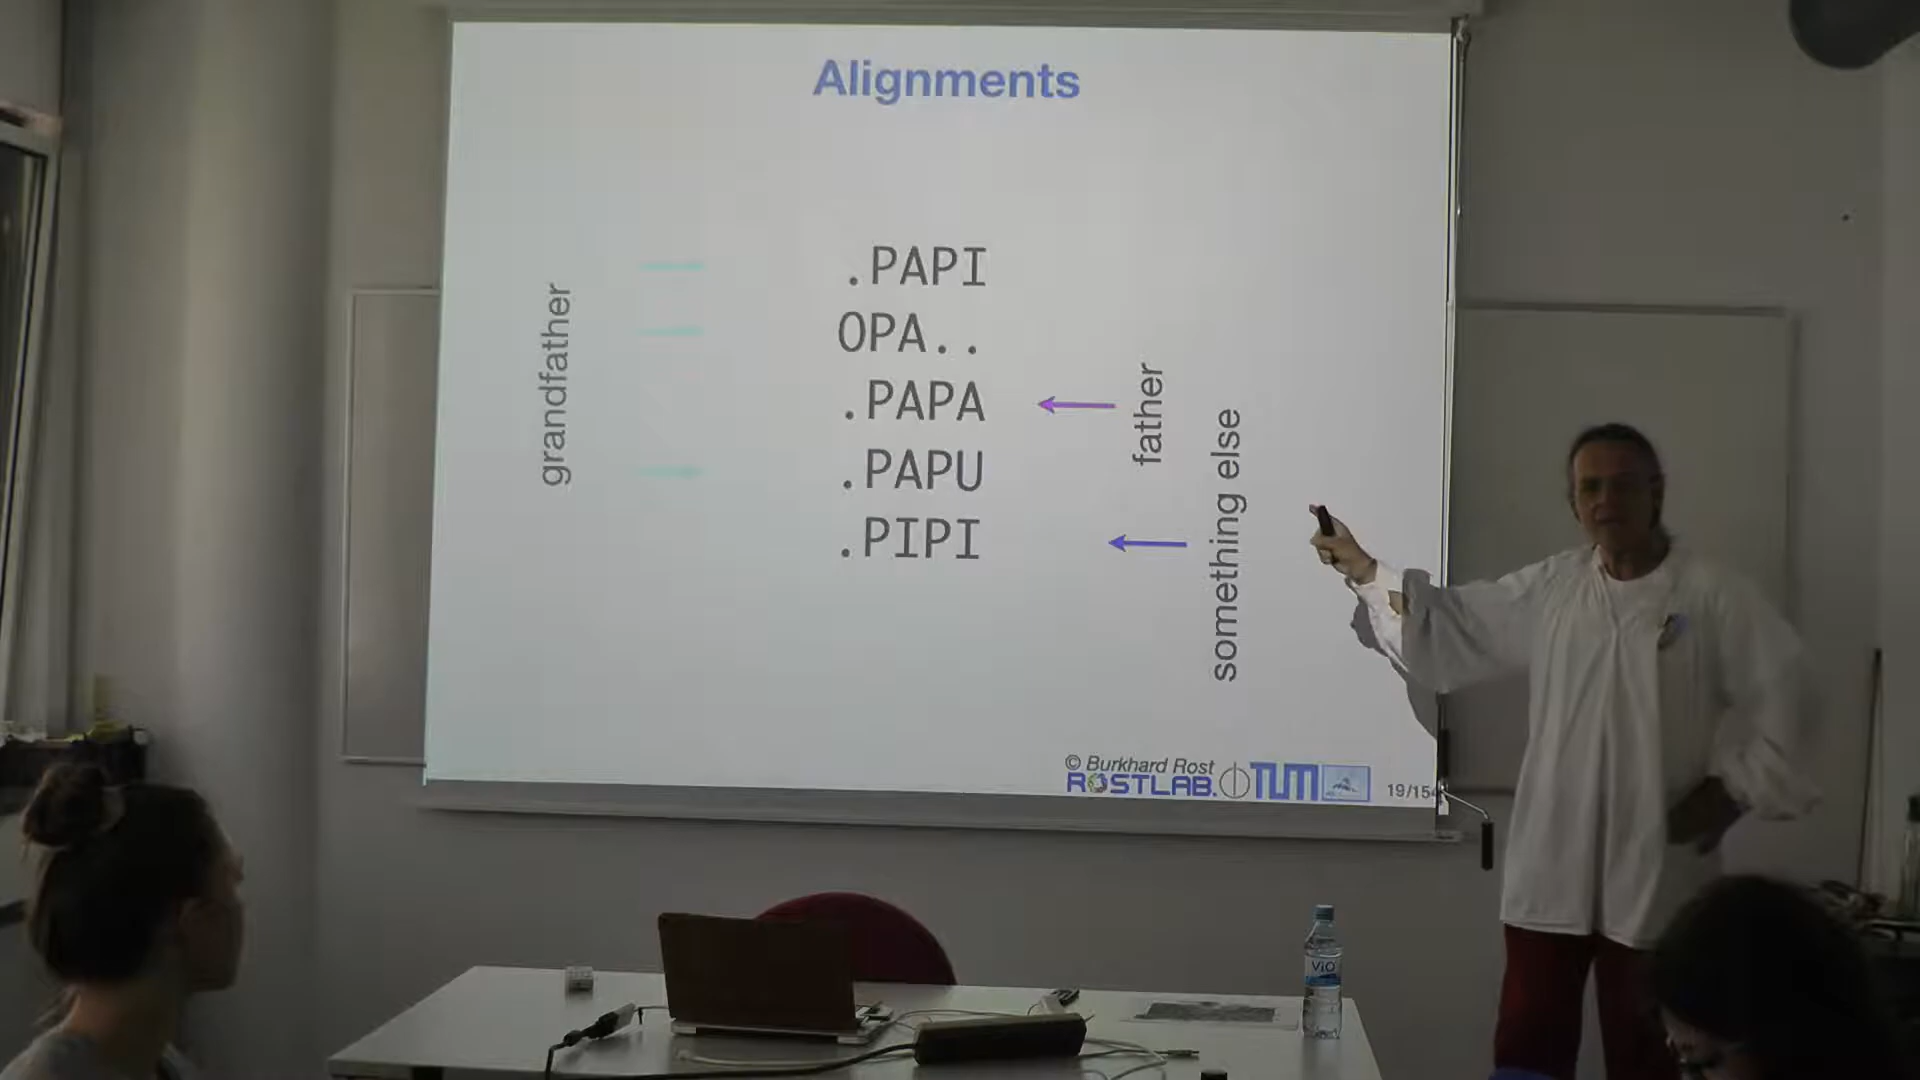 Alignments
grandfather
.PAPI
OPA..
.PAPA
.PAPU
.PIPI
father
something else
© Burkhard Rost
ROSTLAB.
TUM
19/154
ViO